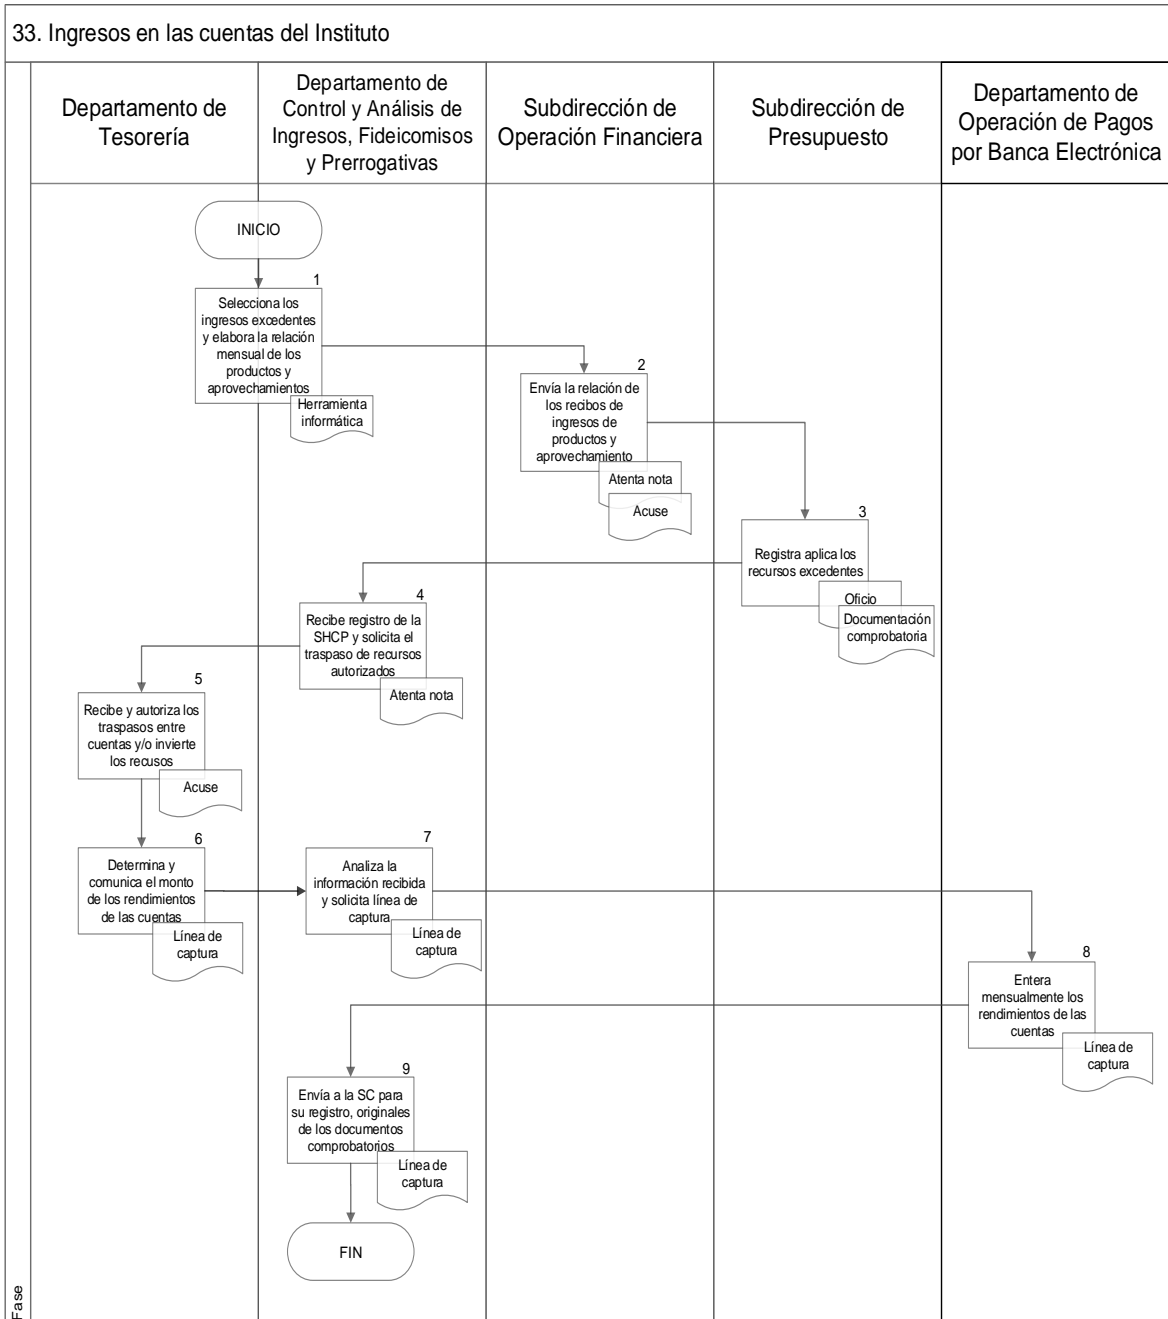 33. Ingresos en las cuentas del Instituto
Departamento de
Tesorería
Departamento de
Control y Análisis de
Ingresos, Fideicomisos
y Prerrogativas
Subdirección de
Operación Financiera
Subdirección de
Presupuesto
Departamento de
Operación de Pagos
por Banca Electrónica
INICIO
1
Selecciona los
ingresos excedentes
y elabora la relación
mensual de los
productos y
aprovechamientos
Herramienta
informática
2
Envía la relación de
los recibos de
ingresos de
productos y
aprovechamiento
Atenta nota
Acuse
3
Registra aplica los
recursos excedentes
Oficio
Documentación
comprobatoria
4
Recibe registro de la
SHCP y solicita el
traspaso de recursos
autorizados
Atenta nota
5
Recibe y autoriza los
traspasos entre
cuentas y/o invierte
los recusos
Acuse
6
Determina y
comunica el monto
de los rendimientos
de las cuentas
Línea de
captura
7
Analiza la
información recibida
y solicita línea de
captura
Línea de
captura
8
Entera
mensualmente los
rendimientos de las
cuentas
Línea de
captura
9
Envía a la SC para
su registro, originales
de los documentos
comprobatorios
Línea de
captura
FIN
Fase